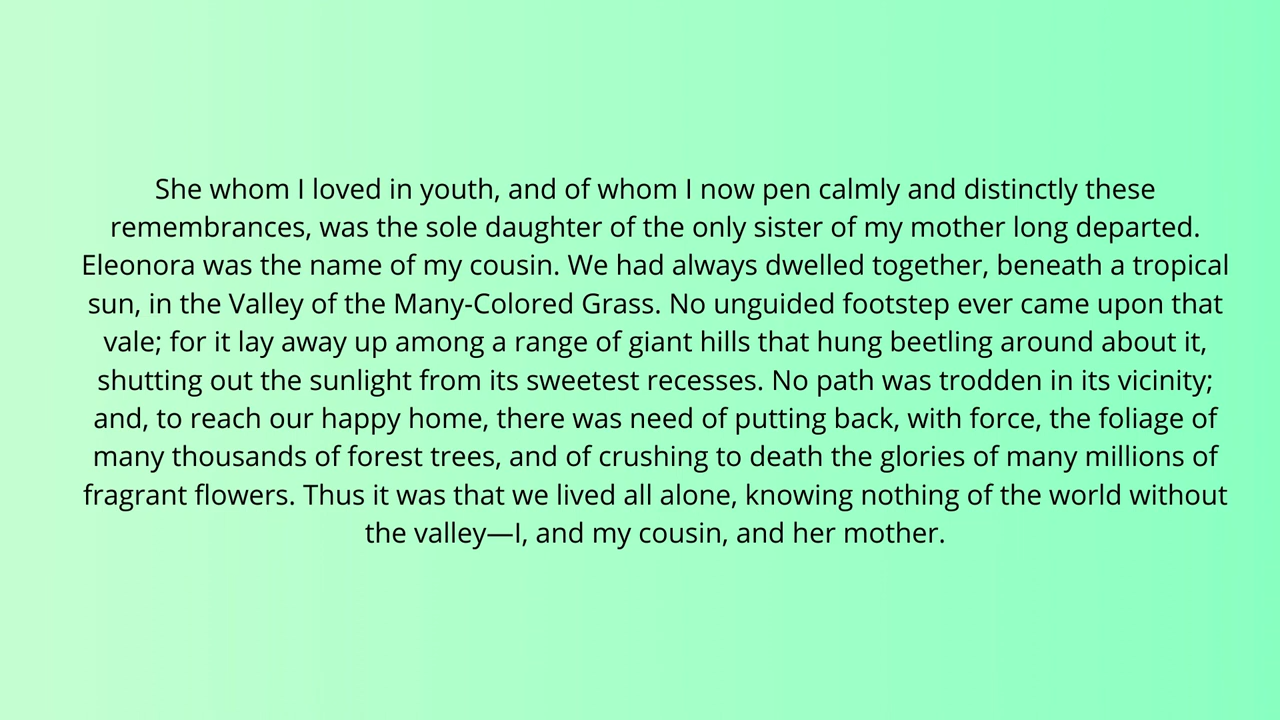 She whom I loved in youth, and of whom I now pen calmly and distinctly these
remembrances, was the sole daughter of the only sister of my mother long departed.
Eleonora was the name of my cousin. We had always dwelled together, beneath a tropical
sun, in the Valley of the Many-Colored Grass. No unguided footstep ever came upon that
vale; for it lay away up among a range of giant hills that hung beetling around about it,
shutting out the sunlight from its sweetest recesses. No path was trodden in its vicinity;
and, to reach our happy home, there was need of putting back, with force, the foliage of
many thousands of forest trees, and of crushing to death the glories of many millions of
fragrant flowers. Thus it was that we lived all alone, knowing nothing of the world without
the valley—I, and my cousin, and her mother.